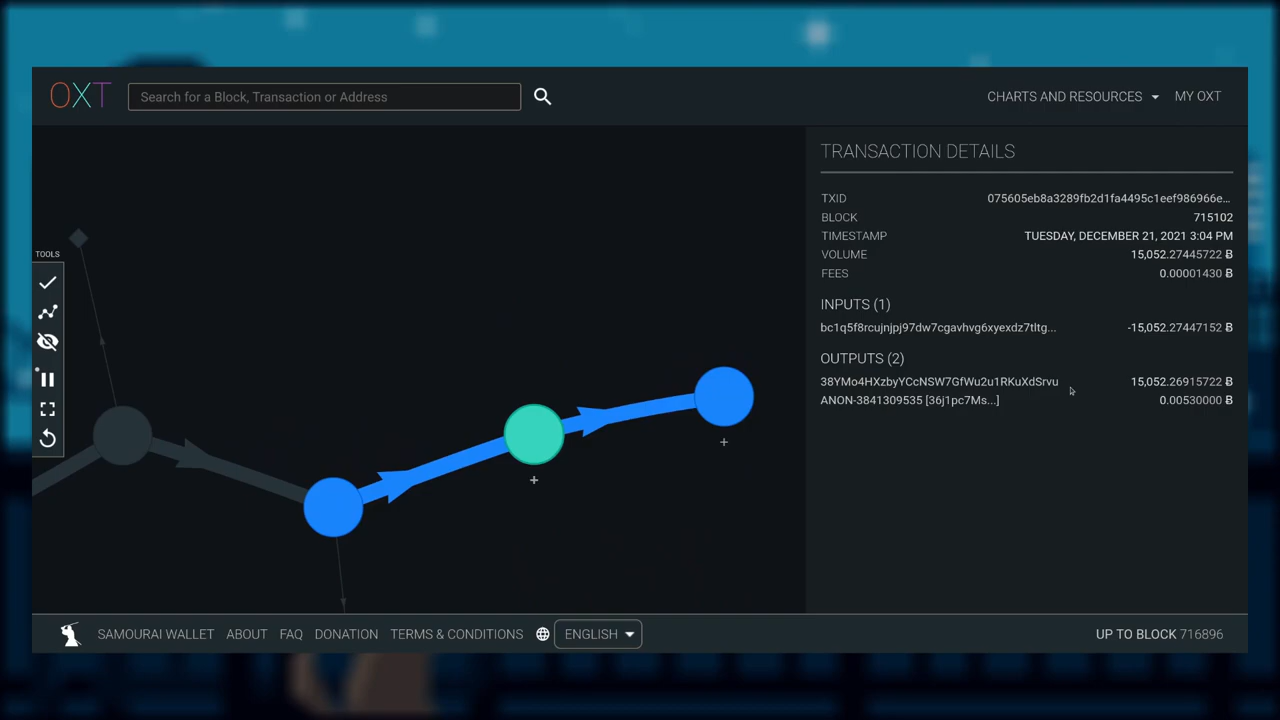 OXT
Search for a Block, Transaction or Address
CHARTS AND RESOURCES
MY OXT
TOOLS
TRANSACTION DETAILS
TXID 075605eb8a3289fb2d1fa4495c1eef986966e...
BLOCK 715102
TIMESTAMP TUESDAY, DECEMBER 21, 2021 3:04 PM
VOLUME 15,052.27445722 Ƀ
FEES 0.00001430 Ƀ
INPUTS (1)
bc1q5f8rcujnjpj97dw7cgavhvg6xyexdz7tltg... -15,052.27447152 Ƀ
OUTPUTS (2)
38YMo4HXzbyYCcNSW7GfWu2u1RKuXdSrvu 15,052.26915722 Ƀ
ANON-3841309535 [36j1pc7Ms...] 0.00530000 Ƀ
SAMOURAI WALLET ABOUT FAQ DONATION TERMS & CONDITIONS ENGLISH UP TO BLOCK 716896